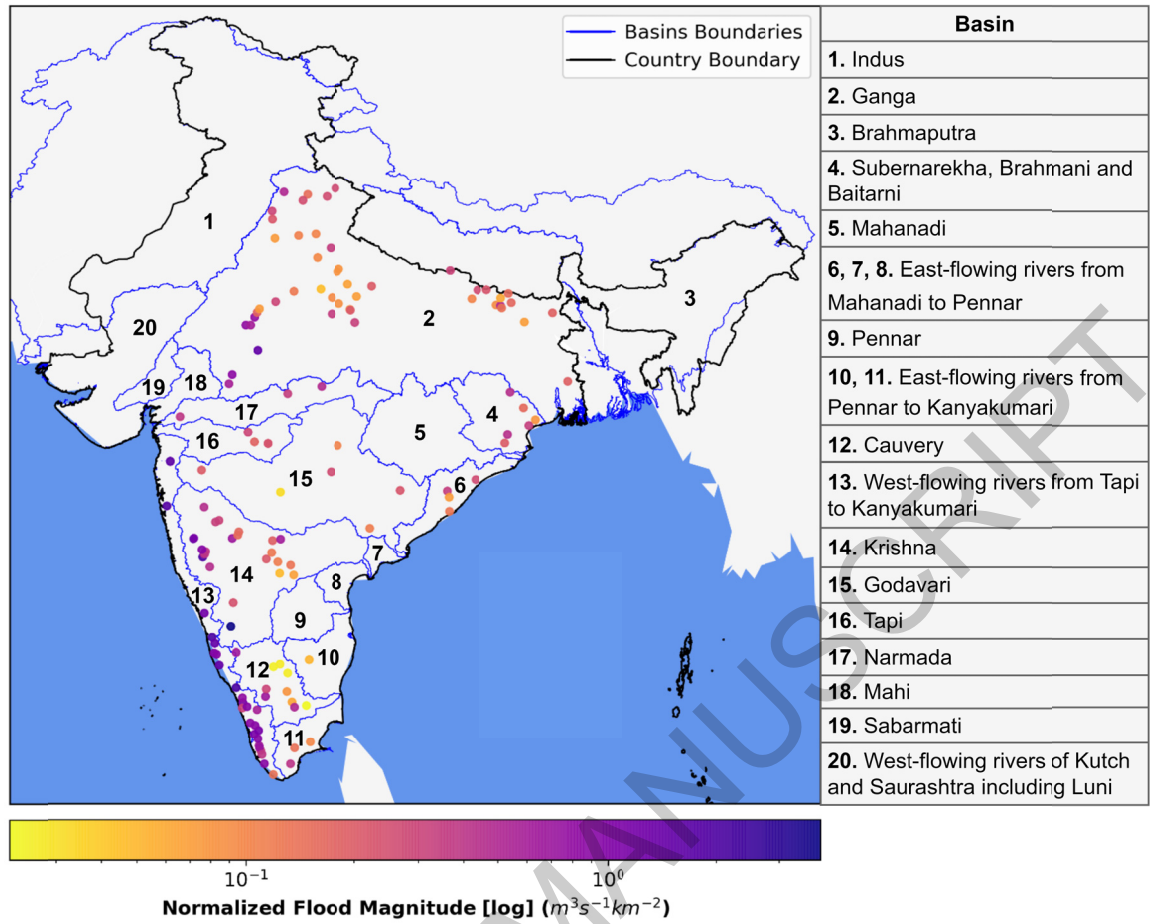 Basins Boundaries
Country Boundary
1
2
3
20
19
18
17
16
4
5
15
6
7
14
8
13
9
12
10
11
Basin
1. Indus
2. Ganga
3. Brahmaputra
4. Subernarekha, Brahmani and
Baitarni
5. Mahanadi
6, 7, 8. East-flowing rivers from
Mahanadi to Pennar
9. Pennar
10, 11. East-flowing rivers from
Pennar to Kanyakumari
12. Cauvery
13. West-flowing rivers from Tapi
to Kanyakumari
14. Krishna
15. Godavari
16. Tapi
17. Narmada
18. Mahi
19. Sabarmati
20. West-flowing rivers of Kutch
and Saurashtra including Luni
10⁻¹
10⁰
Normalized Flood Magnitude [log] (m³s⁻¹km⁻²)
MANUSCRIPT